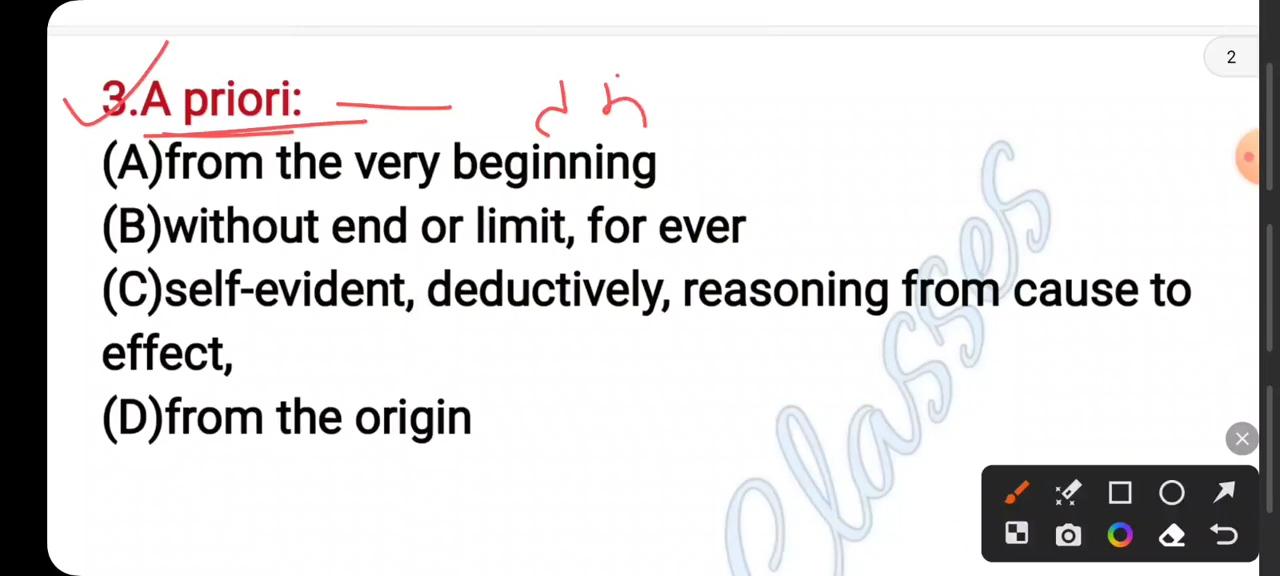 2
3.A priori:
(A)from the very beginning
(B)without end or limit, for ever
(C)self-evident, deductively, reasoning from cause to
effect,
(D)from the origin
Classes